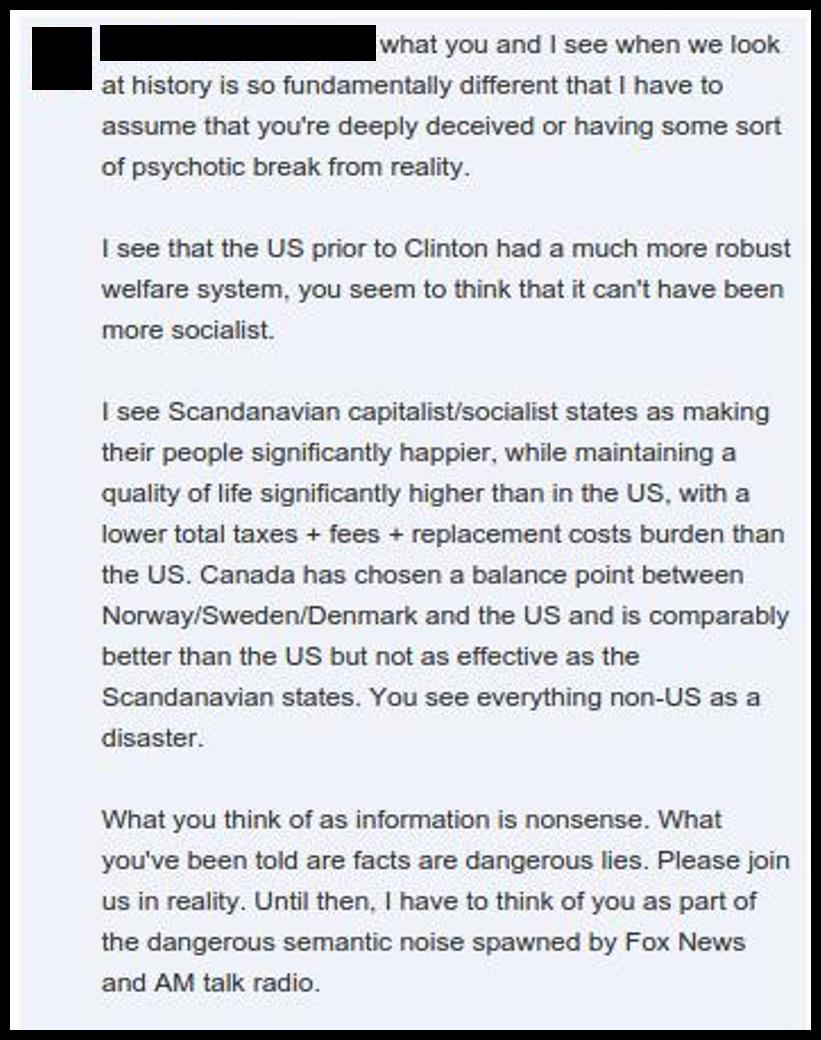 what you and I see when we look
at history is so fundamentally different that I have to
assume that you're deeply deceived or having some sort
of psychotic break from reality.
I see that the US prior to Clinton had a much more robust
welfare system, you seem to think that it can't have been
more socialist.
I see Scandanavian capitalist/socialist states as making
their people significantly happier, while maintaining a
quality of life significantly higher than in the US, with a
lower total taxes + fees + replacement costs burden than
the US. Canada has chosen a balance point between
Norway/Sweden/Denmark and the US and is comparably
better than the US but not as effective as the
Scandanavian states. You see everything non-US as a
disaster.
What you think of as information is nonsense. What
you've been told are facts are dangerous lies. Please join
us in reality. Until then, I have to think of you as part of
the dangerous semantic noise spawned by Fox News
and AM talk radio.